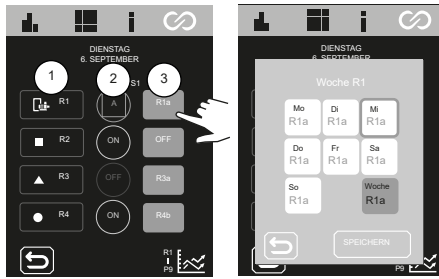 DIENSTAG
6. SEPTEMBER
1 2 3
S1
R1 A R1a
R2 ON OFF
R3 OFF R3a
R4 ON R4b
R1
P9
DIENSTAG
6. SEPTEMBER
Woche R1
Mo Di Mi
R1a R1a R1a
Do Fr Sa
R1a R1a R1a
So Woche
R1a R1a
SPEICHERN
P9